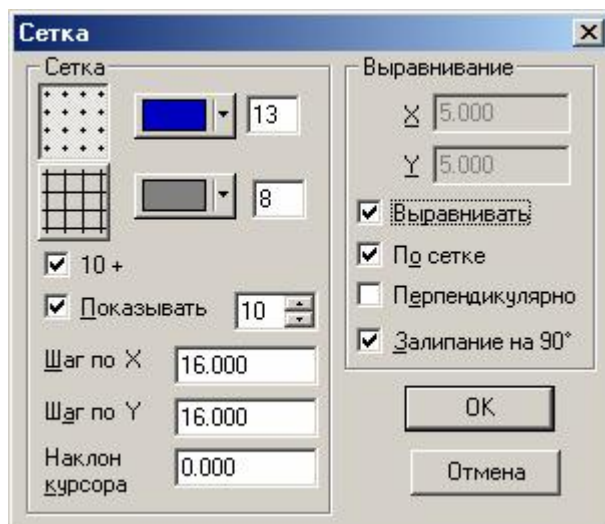 Сетка
Сетка
13
8
10 +
Показывать 10
Шаг по X 16.000
Шаг по Y 16.000
Наклон
курсора 0.000
Выравнивание
X 5.000
Y 5.000
Выравнивать
По сетке
Перпендикулярно
Залипание на 90°
OK
Отмена